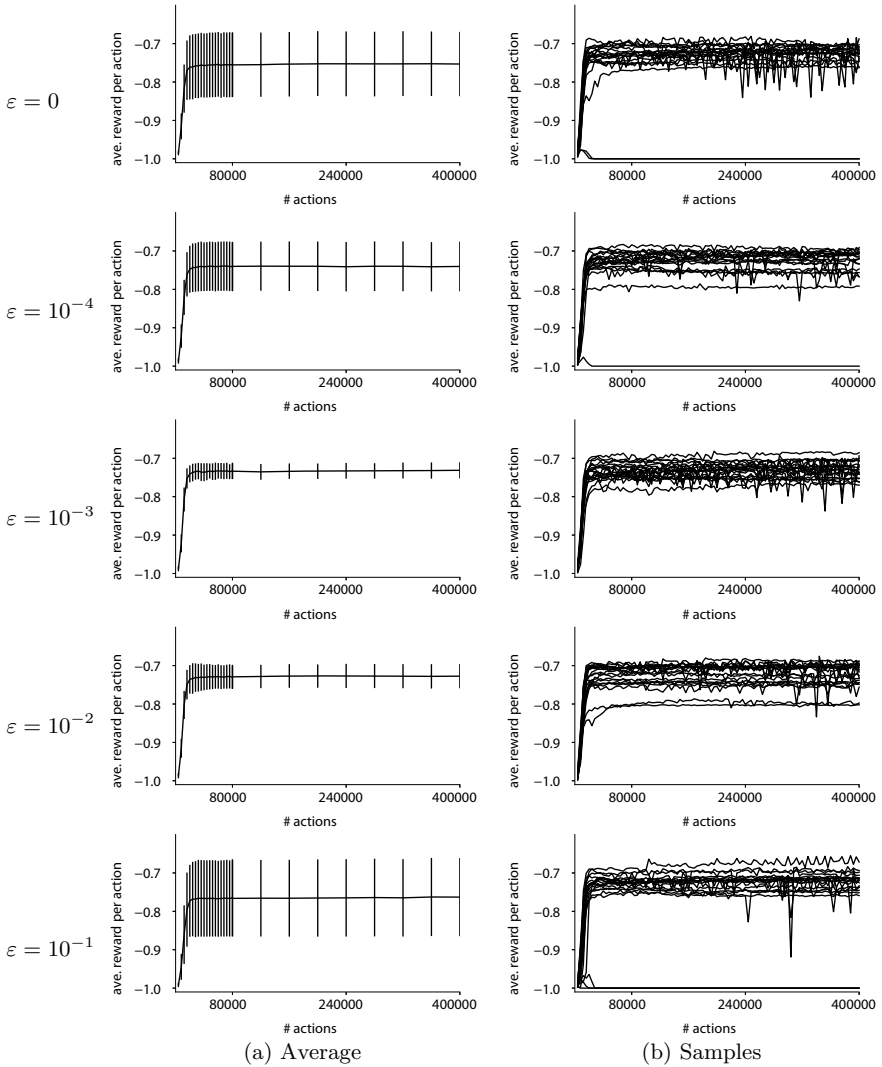 ε = 0
ave. reward per action
−0.7
−0.8
−0.9
−1.0
80000 240000 400000
# actions
ave. reward per action
−0.7
−0.8
−0.9
−1.0
80000 240000 400000
# actions
ε = 10⁻⁴
ave. reward per action
−0.7
−0.8
−0.9
−1.0
80000 240000 400000
# actions
ave. reward per action
−0.7
−0.8
−0.9
−1.0
80000 240000 400000
# actions
ε = 10⁻³
ave. reward per action
−0.7
−0.8
−0.9
−1.0
80000 240000 400000
# actions
ave. reward per action
−0.7
−0.8
−0.9
−1.0
80000 240000 400000
# actions
ε = 10⁻²
ave. reward per action
−0.7
−0.8
−0.9
−1.0
80000 240000 400000
# actions
ave. reward per action
−0.7
−0.8
−0.9
−1.0
80000 240000 400000
# actions
ε = 10⁻¹
ave. reward per action
−0.7
−0.8
−0.9
−1.0
80000 240000 400000
# actions
ave. reward per action
−0.7
−0.8
−0.9
−1.0
80000 240000 400000
# actions
(a) Average
(b) Samples